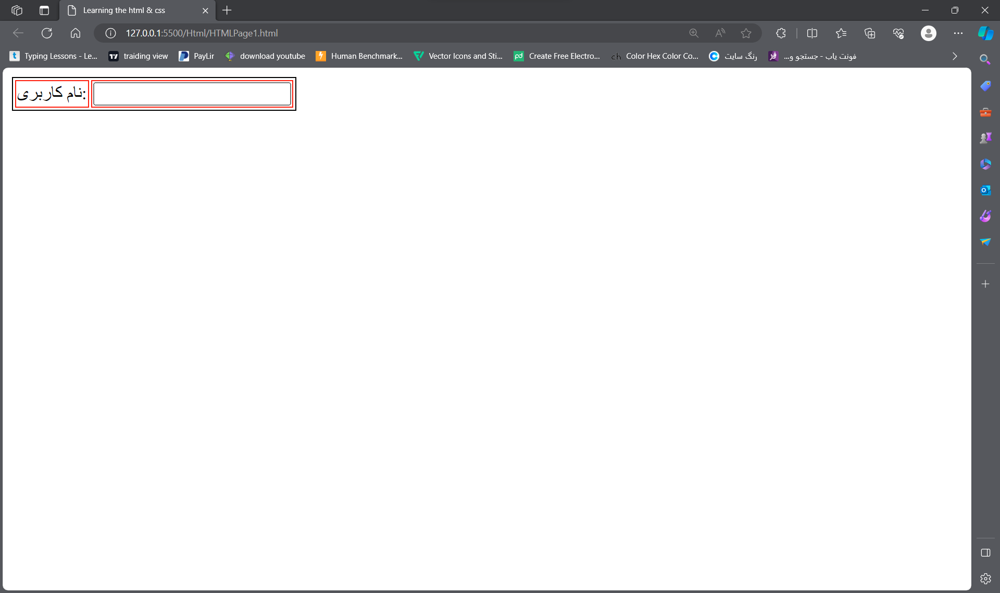 Learning the html & css
127.0.0.1:5500/Html/HTMLPage1.html
Typing Lessons - Le... traiding view PayLir download youtube Human Benchmark... Vector Icons and Sti... Create Free Electro... Color Hex Color Co... رنگ سایت فونت یاب - جستجو و...
نام کاربری: